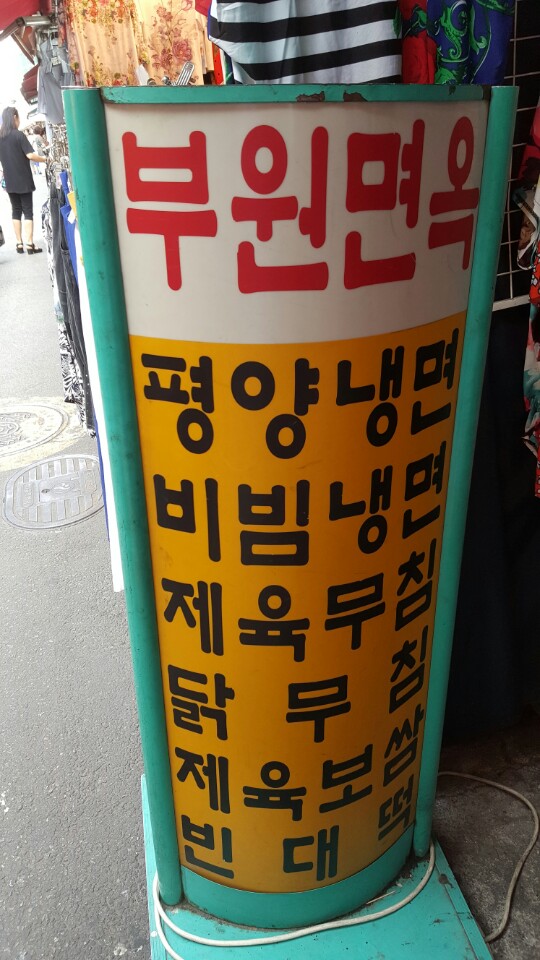 부원면옥
평양냉면
비빔냉면
제육무침
닭무침
제육보쌈
빈대떡